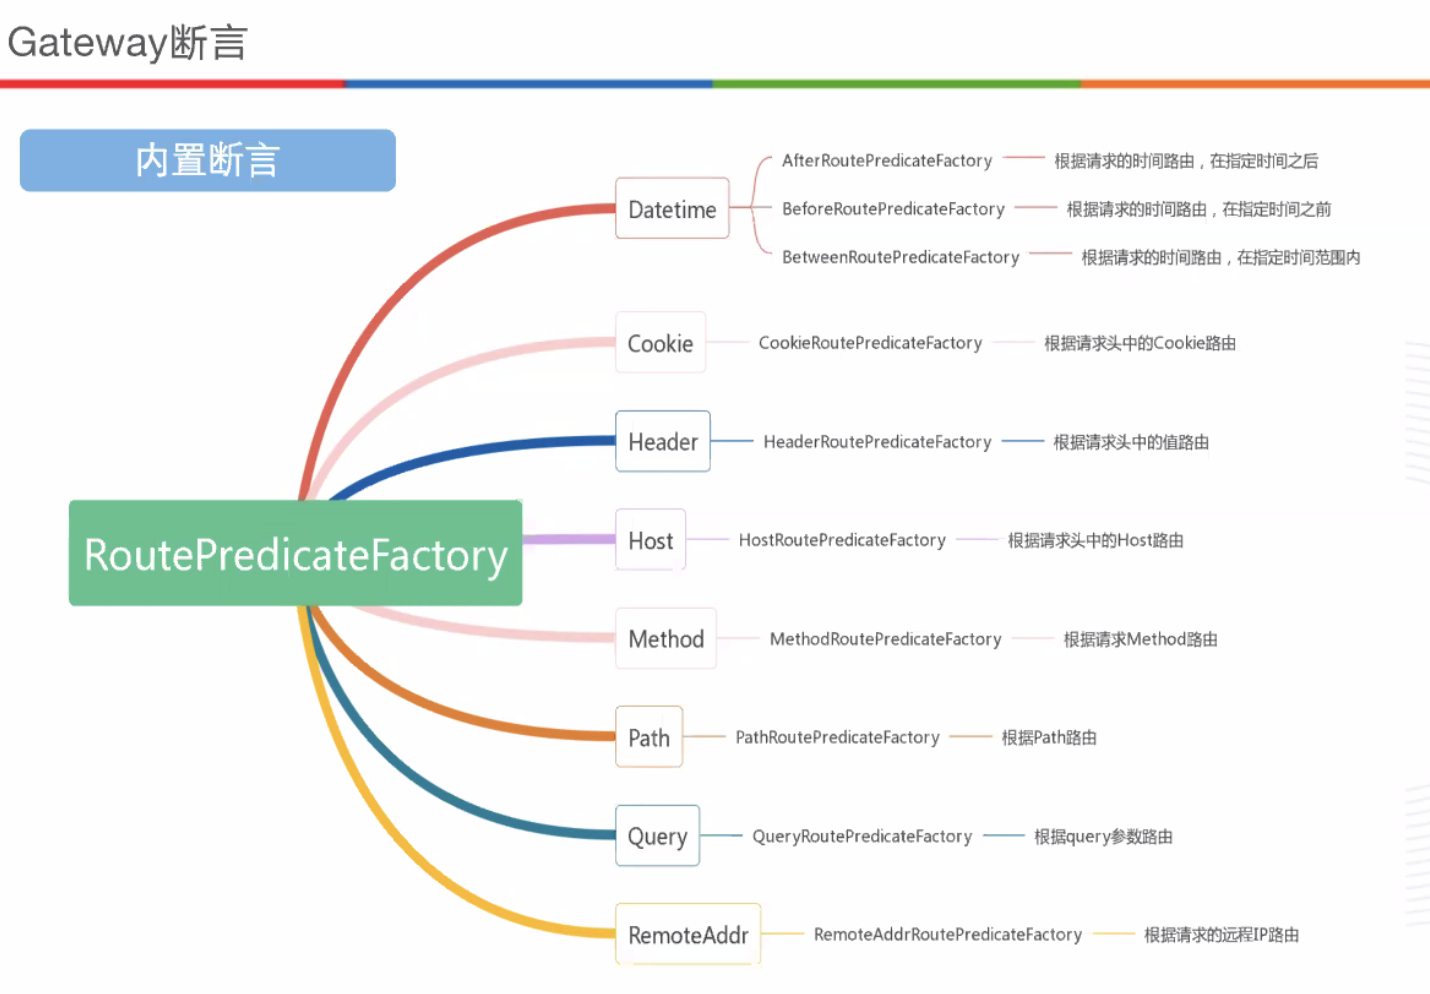 Gateway断言
内置断言
RoutePredicateFactory
Datetime
AfterRoutePredicateFactory 根据请求的时间路由，在指定时间之后
BeforeRoutePredicateFactory 根据请求的时间路由，在指定时间之前
BetweenRoutePredicateFactory 根据请求的时间路由，在指定时间范围内
Cookie CookieRoutePredicateFactory 根据请求头中的Cookie路由
Header HeaderRoutePredicateFactory 根据请求头中的值路由
Host HostRoutePredicateFactory 根据请求头中的Host路由
Method MethodRoutePredicateFactory 根据请求Method路由
Path PathRoutePredicateFactory 根据Path路由
Query QueryRoutePredicateFactory 根据query参数路由
RemoteAddr RemoteAddrRoutePredicateFactory 根据请求的远程IP路由